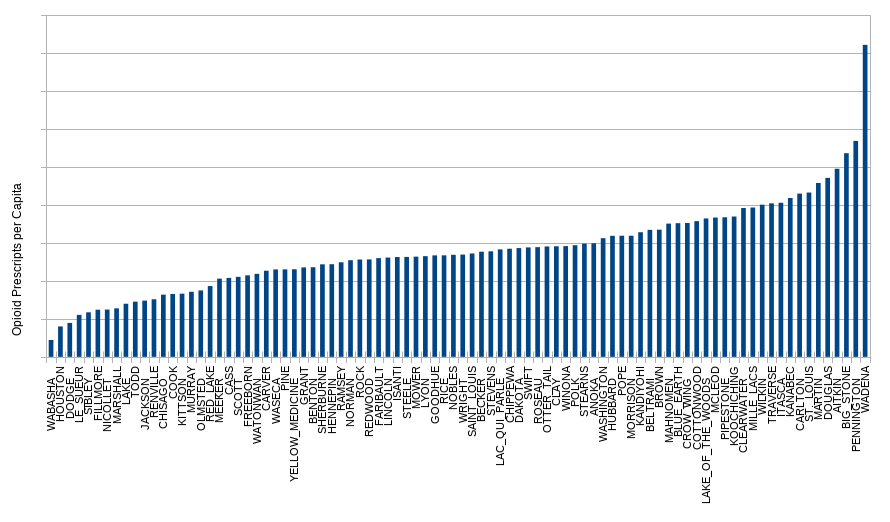 Opioid Prescripts per Capita
WABASHA
HOUSTON
DODGE
LE_SUEUR
SIBLEY
FILLMORE
NICOLLET
MARSHALL
LAKE
TODD
JACKSON
RENVILLE
CHISAGO
COOK
KITTSON
MURRAY
OLMSTED
RED_LAKE
MEEKER
CASS
SCOTT
FREEBORN
WATONWAN
CARVER
WASECA
PINE
YELLOW_MEDICINE
GRANT
BENTON
SHERBURNE
HENNEPIN
RAMSEY
NORMAN
ROCK
REDWOOD
FARIBAULT
LINCOLN
ISANTI
STEELE
MOWER
LYON
GOODHUE
RICE
NOBLES
WRIGHT
SAINT_LOUIS
BECKER
STEVENS
LAC_QUI_PARLE
CHIPPEWA
DAKOTA
SWIFT
ROSEAU
OTTER_TAIL
CLAY
WINONA
POLK
STEARNS
ANOKA
WASHINGTON
HUBBARD
POPE
MORRISON
KANDIYOHI
BELTRAMI
BROWN
MAHNOMEN
BLUE_EARTH
CROW_WING
COTTONWOOD
LAKE_OF_THE_WOODS
MCLEOD
PIPESTONE
KOOCHICHING
CLEARWATER
MILLE_LACS
WILKIN
TRAVERSE
ITASCA
KANABEC
CARLTON
ST._LOUIS
MARTIN
DOUGLAS
AITKIN
BIG_STONE
PENNINGTON
WADENA